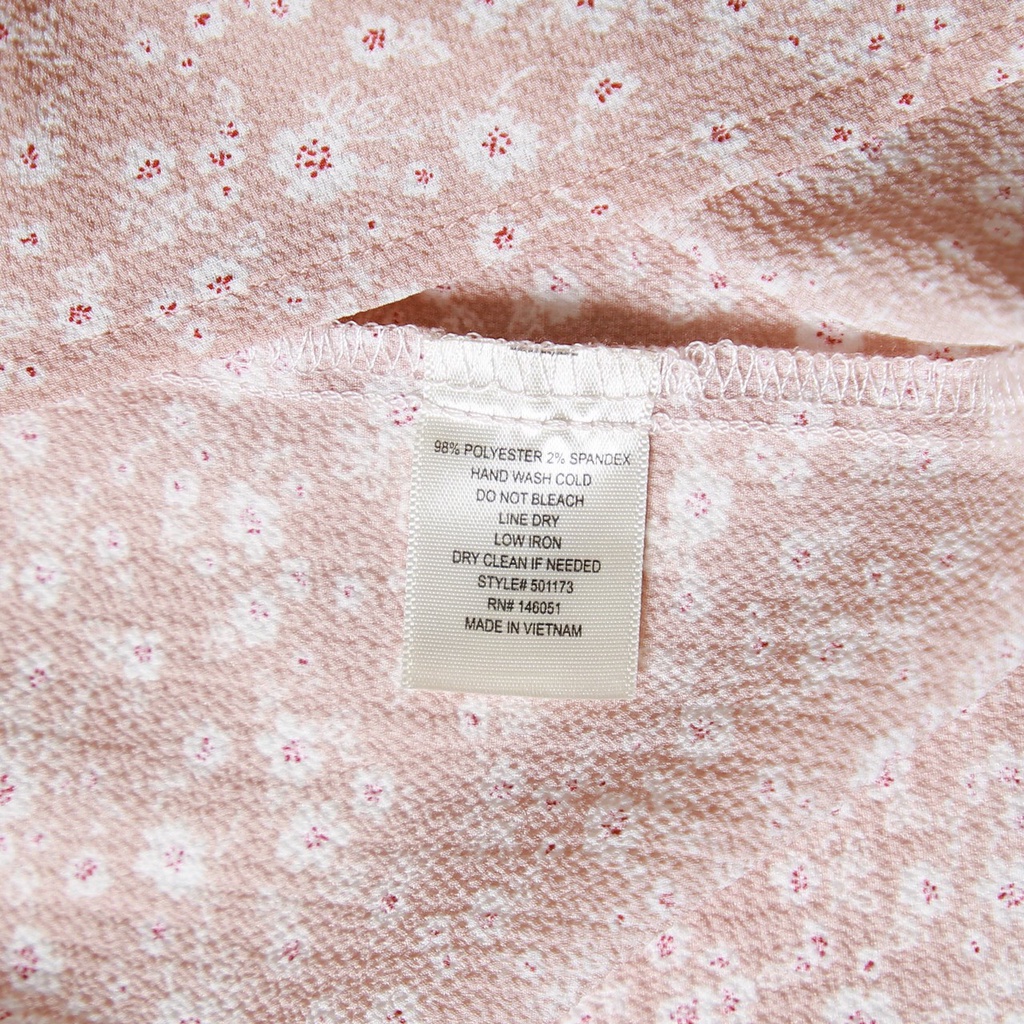 98% POLYESTER 2% SPANDEX
HAND WASH COLD
DO NOT BLEACH
LINE DRY
LOW IRON
DRY CLEAN IF NEEDED
STYLE# 501173
RN# 146051
MADE IN VIETNAM